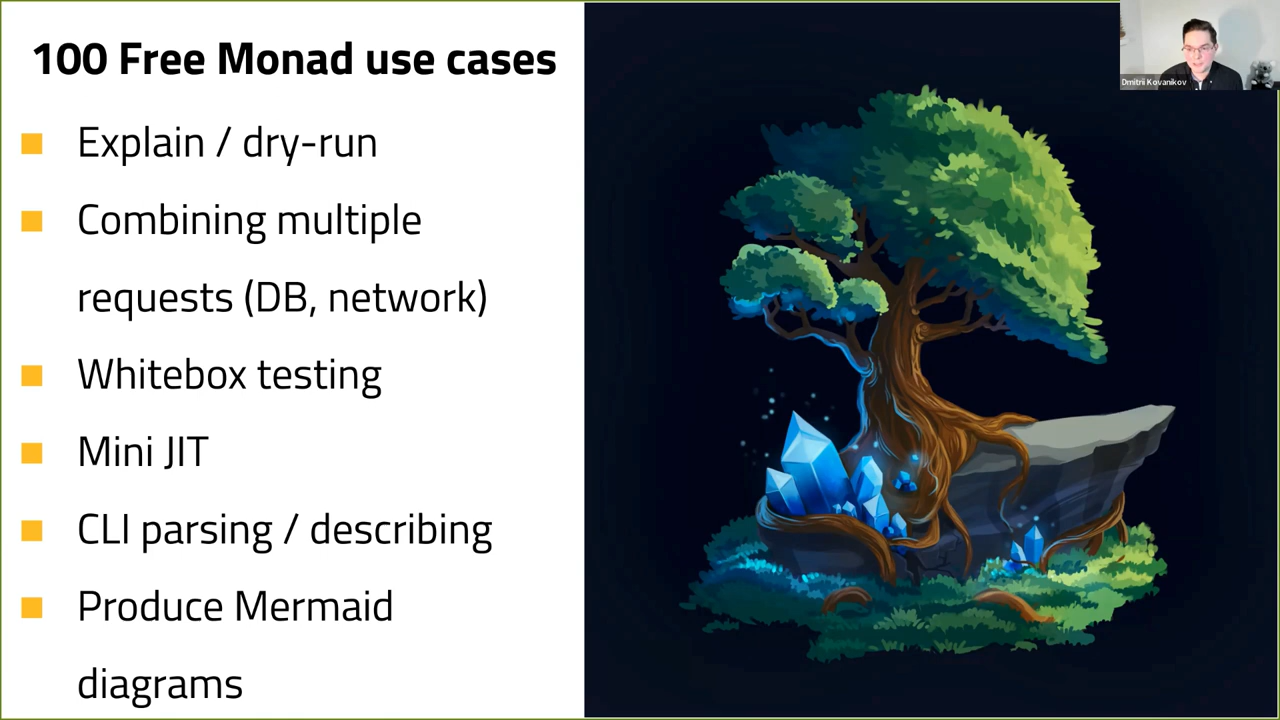 100 Free Monad use cases
Explain / dry-run
Combining multiple
requests (DB, network)
Whitebox testing
Mini JIT
CLI parsing / describing
Produce Mermaid
diagrams
Dmitrii Kovanikov